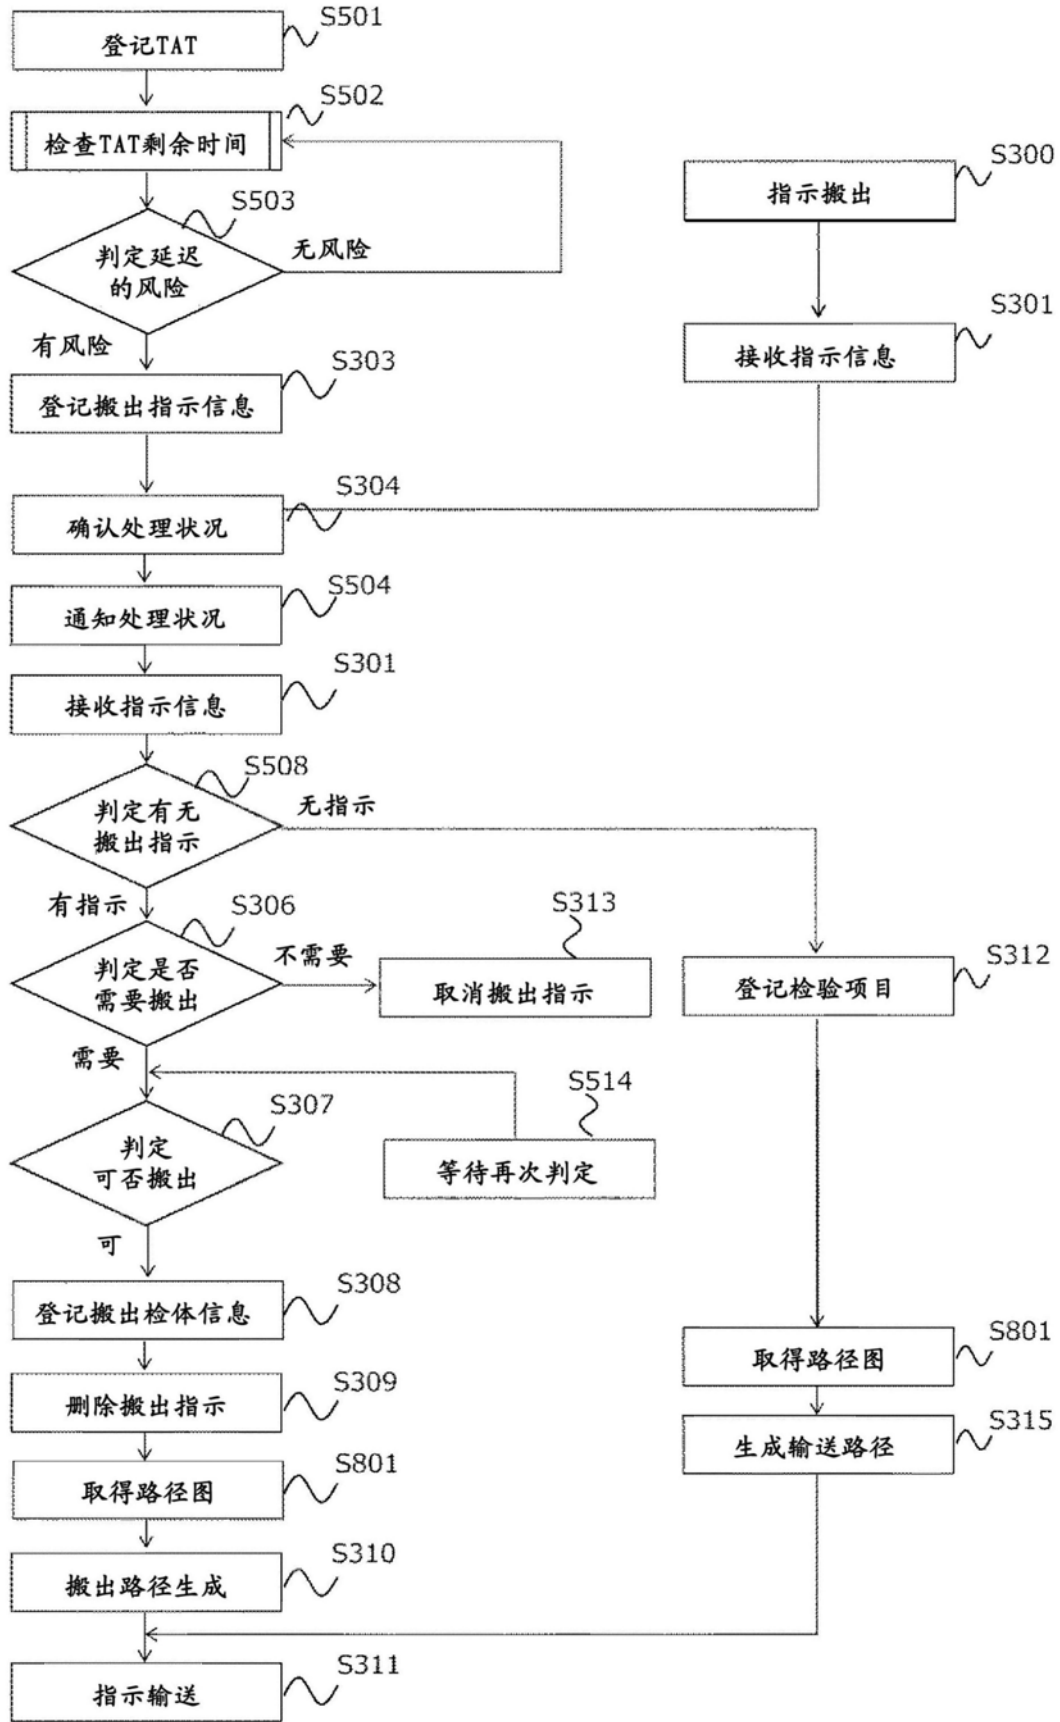 S501
登记TAT
S502
检查TAT剩余时间
S300
指示搬出
S503
判定延迟
的风险
无风险
有风险
S301
接收指示信息
S303
登记搬出指示信息
S304
确认处理状况
S504
通知处理状况
S301
接收指示信息
S508
判定有无
搬出指示
无指示
有指示
S306
判定是否
需要搬出
不需要
S313
取消搬出指示
S312
登记检验项目
需要
S307
判定
可否搬出
S514
等待再次判定
可
S308
登记搬出检体信息
S309
删除搬出指示
S801
取得路径图
S801
取得路径图
S315
生成输送路径
S310
搬出路径生成
S311
指示输送